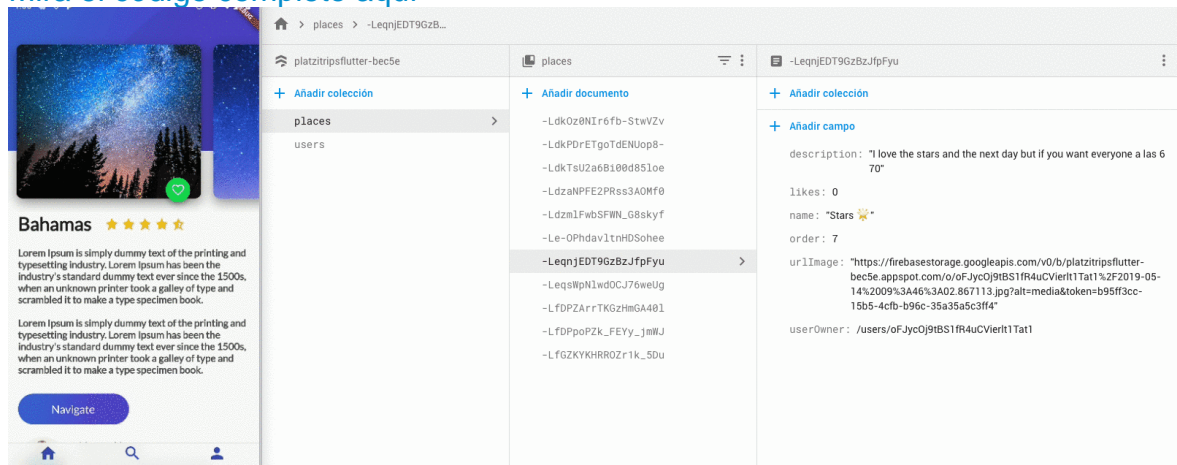 places
-LeqnjEDT9GzB...
platzitripsflutter-bec5e
places
-LeqnjEDT9GzBzJfpFyu
Añadir colección
Añadir documento
Añadir colección
places
users
-LdkOz0NIr6fb-StwVZv
-LdkPDrETgoTdENUop8-
-LdkTsU2a6Bi00d85loe
-LdzaNPFE2PRss3AOMf0
-LdzmlFwbSFWN_G8skyf
-Le-OPhdavltnHDSohee
-LeqnjEDT9GzBzJfpFyu
-LeqsWpNlwdOCJ76weUg
-LfDPZArrTKGzHmGA40l
-LfDPpoPZk_FEYy_jmWJ
-LfGZKYKHRROZr1k_5Du
Añadir campo
description: "I love the stars and the next day but if you want everyone a las 6
70"
likes: 0
name: "Stars 🌟"
order: 7
urlImage: "https://firebasestorage.googleapis.com/v0/b/platzitripsflutter-
bec5e.appspot.com/o/oFJycOj9tBS1fR4uCVierlt1Tat1%2F2019-05-
14%2009%3A46%3A02.867113.jpg?alt=media&token=b95ff3cc-
15b5-4cfb-b96c-35a35a5c3ff4"
userOwner: /users/oFJycOj9tBS1fR4uCVierlt1Tat1
Bahamas
Lorem Ipsum is simply dummy text of the printing and
typesetting industry. Lorem Ipsum has been the
industry's standard dummy text ever since the 1500s,
when an unknown printer took a galley of type and
scrambled it to make a type specimen book.
Lorem Ipsum is simply dummy text of the printing and
typesetting industry. Lorem Ipsum has been the
industry's standard dummy text ever since the 1500s,
when an unknown printer took a galley of type and
scrambled it to make a type specimen book.
Navigate